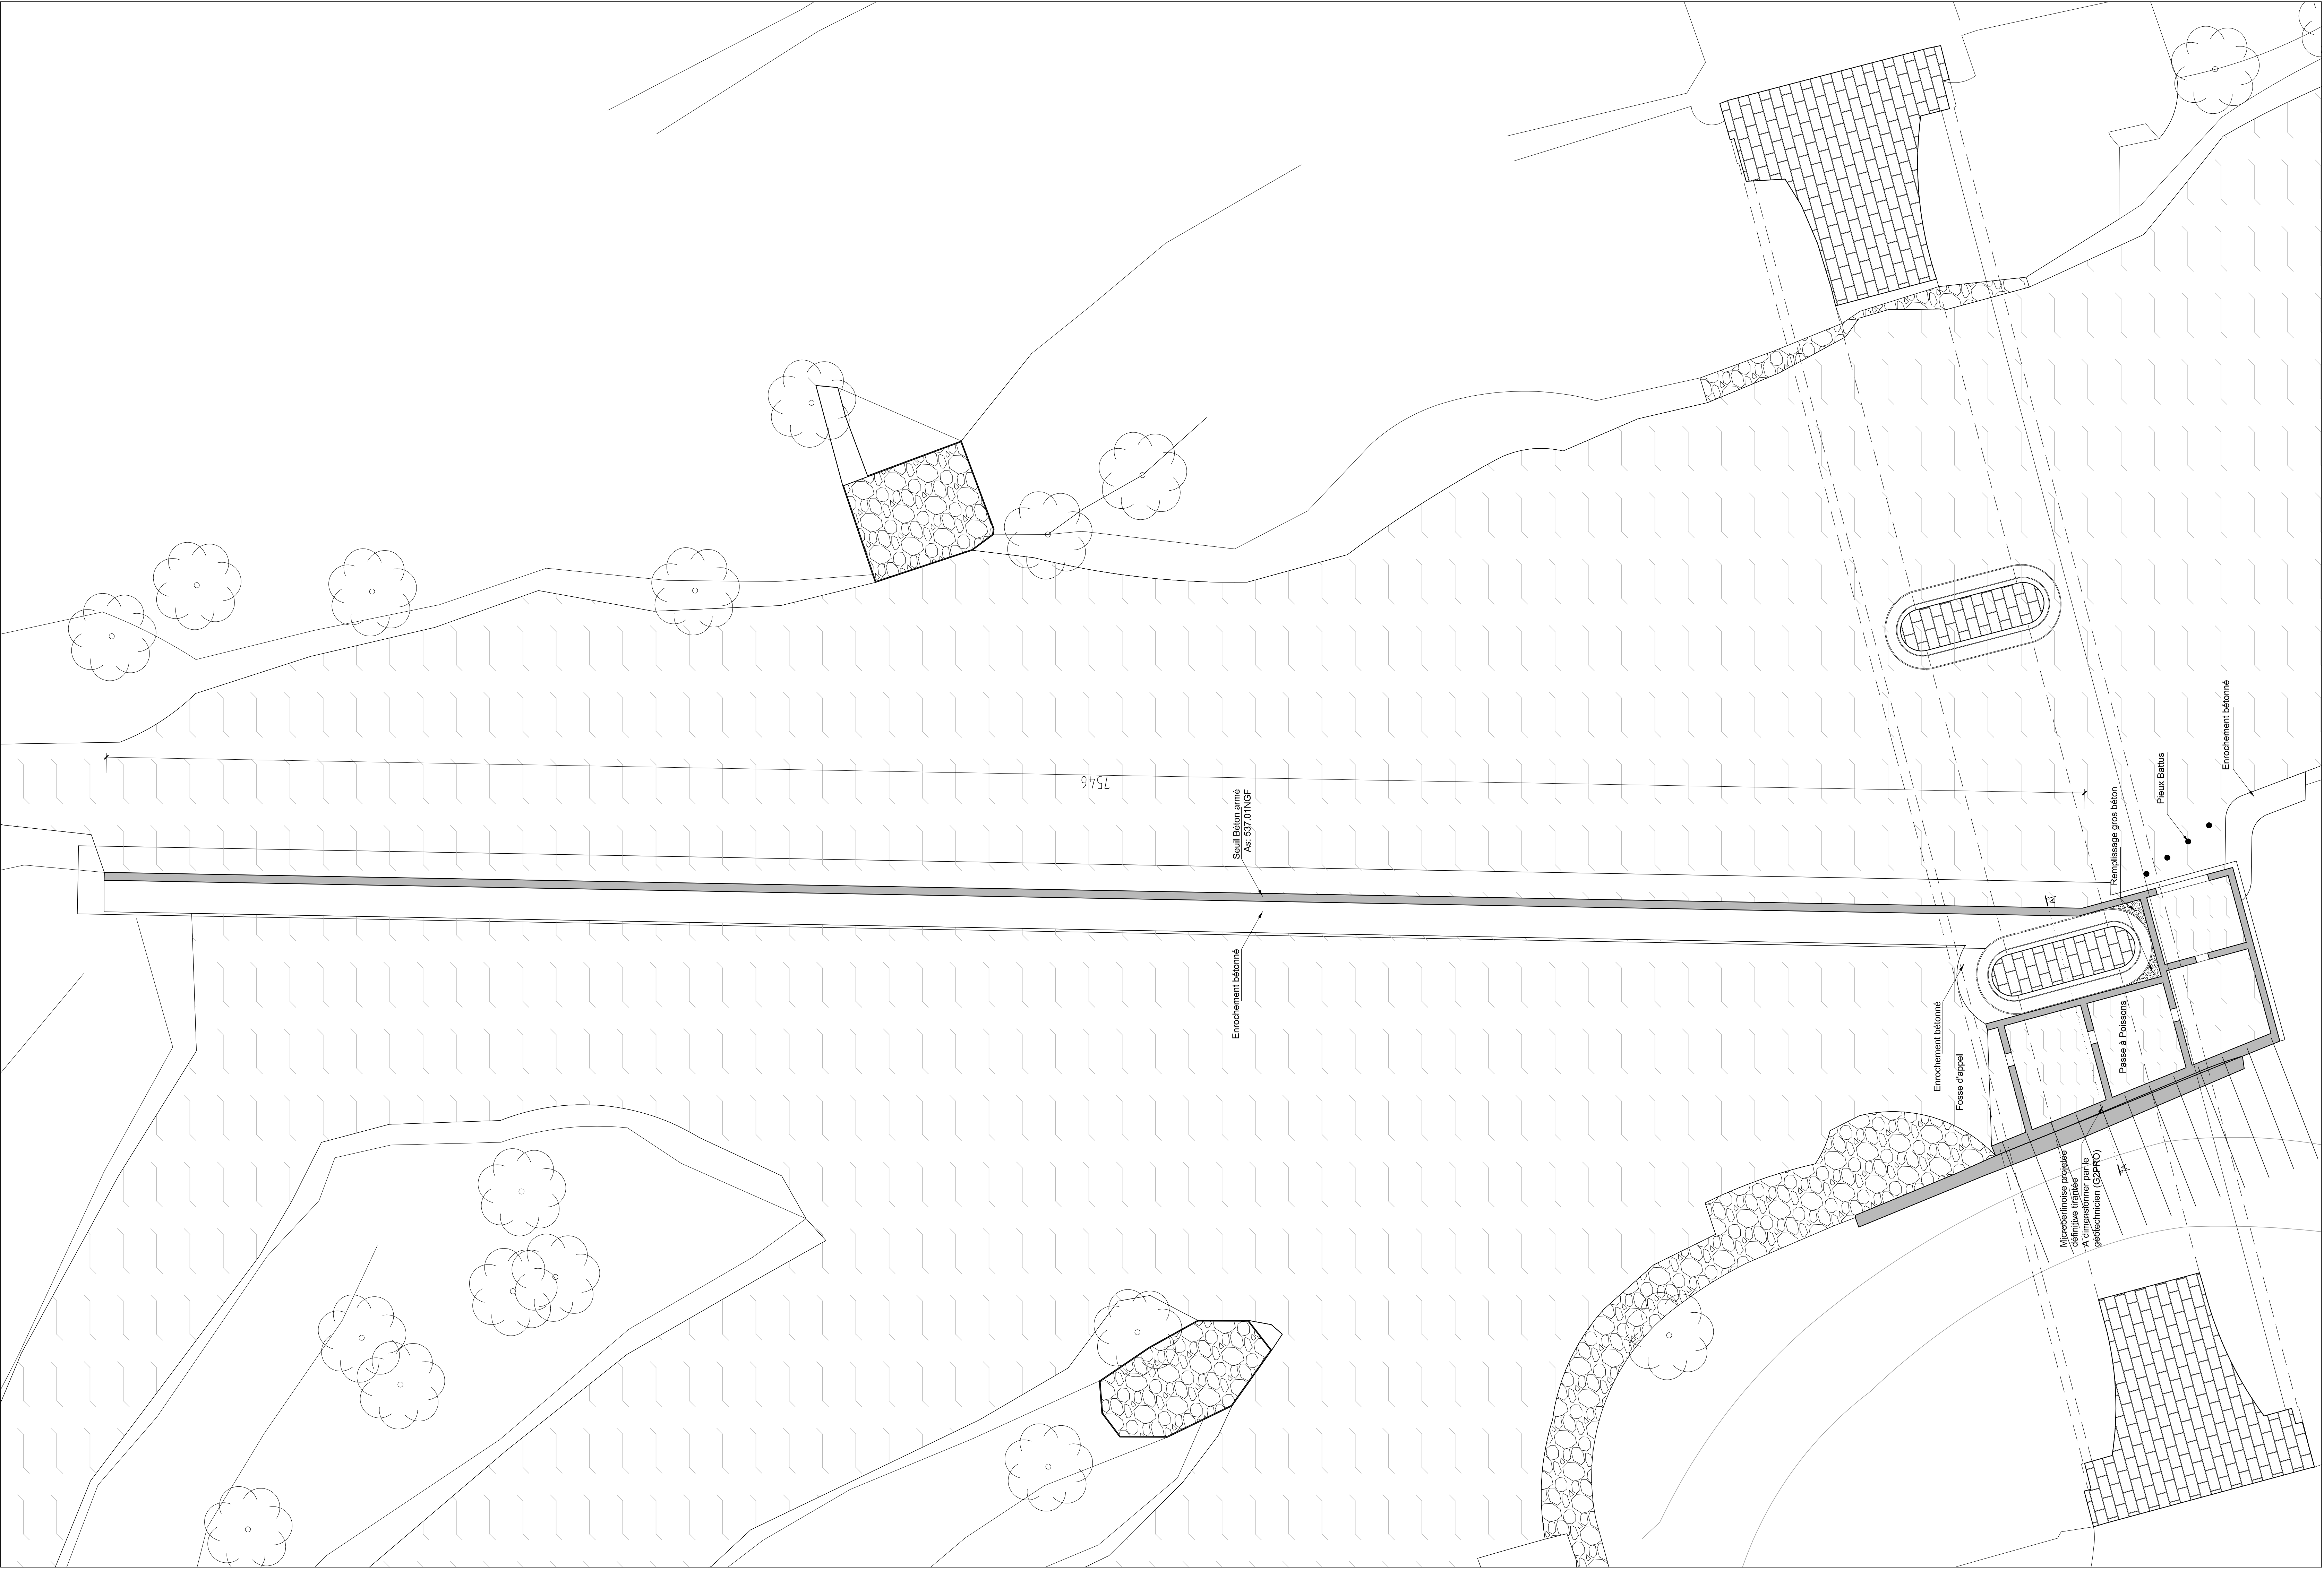 7546
Seuil Béton armé
As: 537.01NGF
Enrochement bétonné
Enrochement bétonné
Fosse d'appel
Enrochement bétonné
Pieux Battus
Remplissage gros béton
Passe à Poissons
A
A
Microberlinoise projetée
définitive tirantée
A dimensionner par le
géotechnicien (G2PRO)